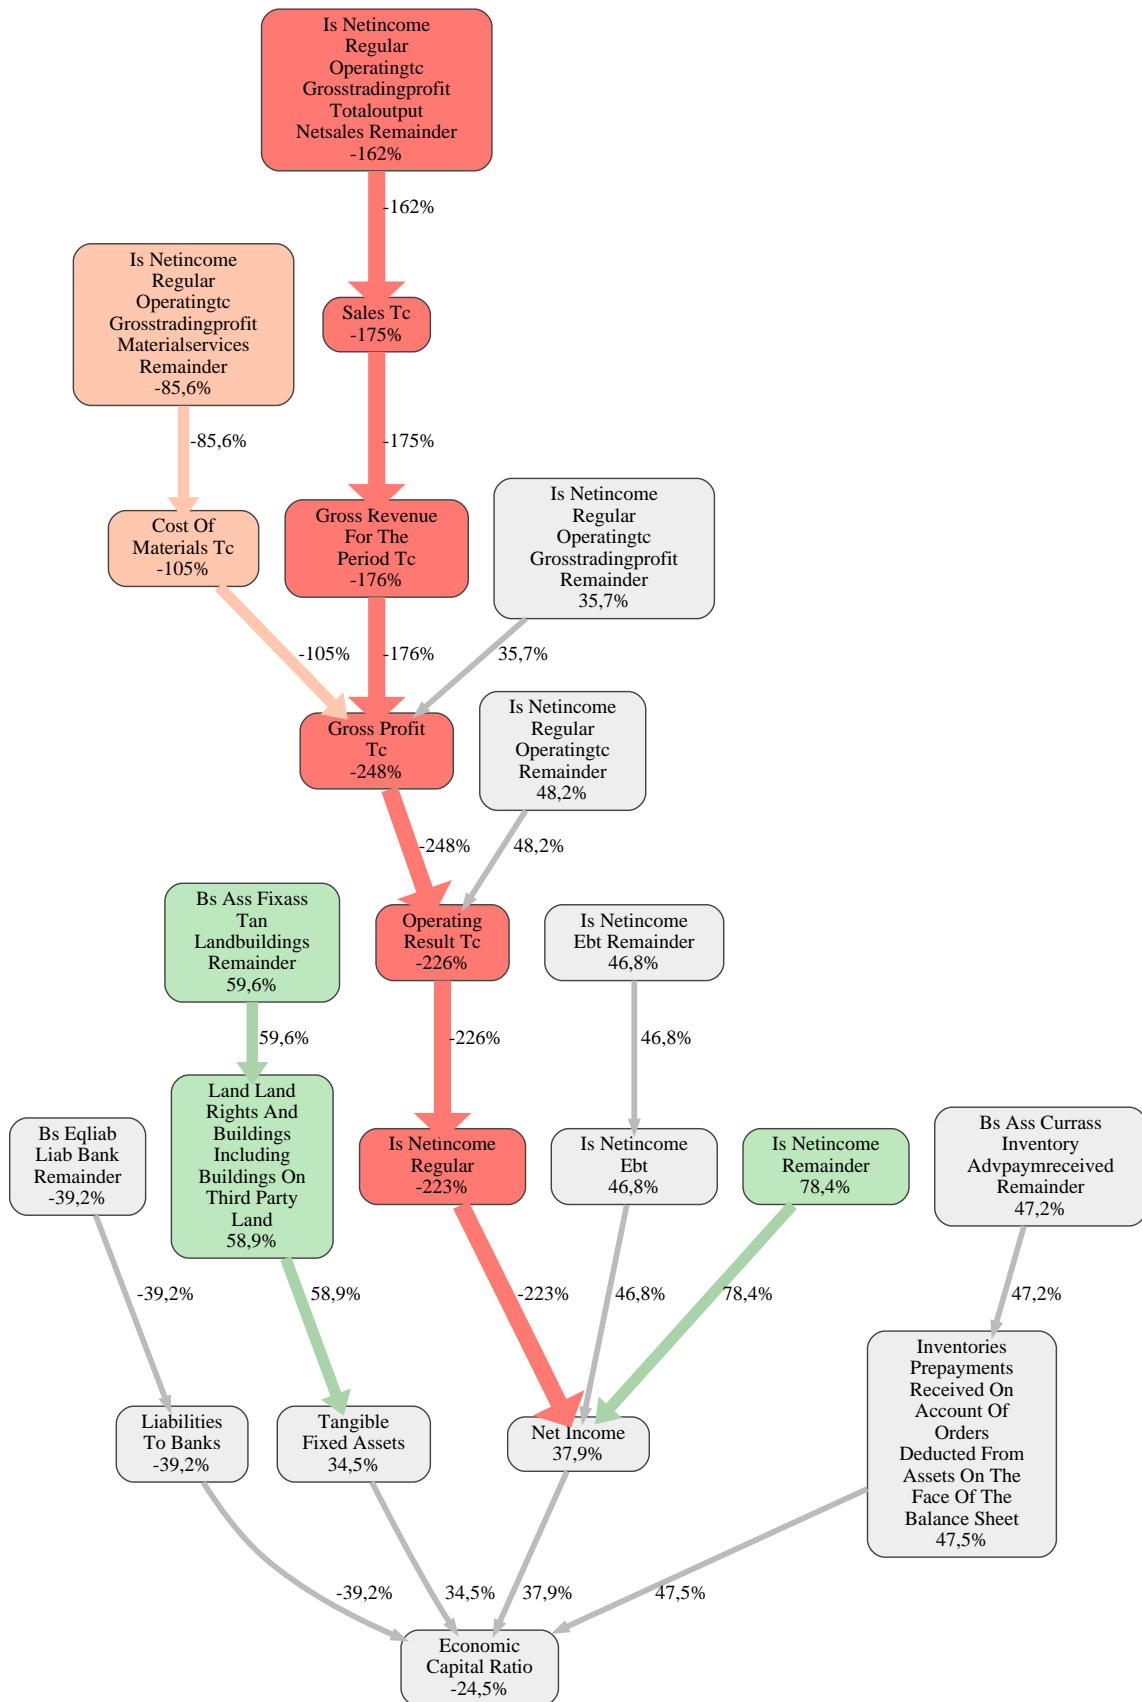 Is Netincome
Regular
Operatingtc
Grosstradingprofit
Totaloutput
Netsales Remainder
-162%
-162%
Is Netincome
Regular
Operatingtc
Grosstradingprofit
Materialservices
Remainder
-85,6%
Sales Tc
-175%
-85,6%
-175%
Is Netincome
Regular
Operatingtc
Grosstradingprofit
Remainder
35,7%
Cost Of
Materials Tc
-105%
Gross Revenue
For The
Period Tc
-176%
-105%
-176%
35,7%
Gross Profit
Tc
-248%
Is Netincome
Regular
Operatingtc
Remainder
48,2%
-248%
48,2%
Bs Ass Fixass
Tan
Landbuildings
Remainder
59,6%
Operating
Result Tc
-226%
Is Netincome
Ebt Remainder
46,8%
59,6%
-226%
46,8%
Bs Eqliab
Liab Bank
Remainder
-39,2%
Land Land
Rights And
Buildings
Including
Buildings On
Third Party
Land
58,9%
Is Netincome
Regular
-223%
Is Netincome
Ebt
46,8%
Is Netincome
Remainder
78,4%
Bs Ass Currass
Inventory
Advpaymreceived
Remainder
47,2%
-39,2%
58,9%
-223%
46,8%
78,4%
47,2%
Liabilities
To Banks
-39,2%
Tangible
Fixed Assets
34,5%
Net Income
37,9%
Inventories
Prepayments
Received On
Account Of
Orders
Deducted From
Assets On The
Face Of The
Balance Sheet
47,5%
-39,2%
34,5%
37,9%
47,5%
Economic
Capital Ratio
-24,5%